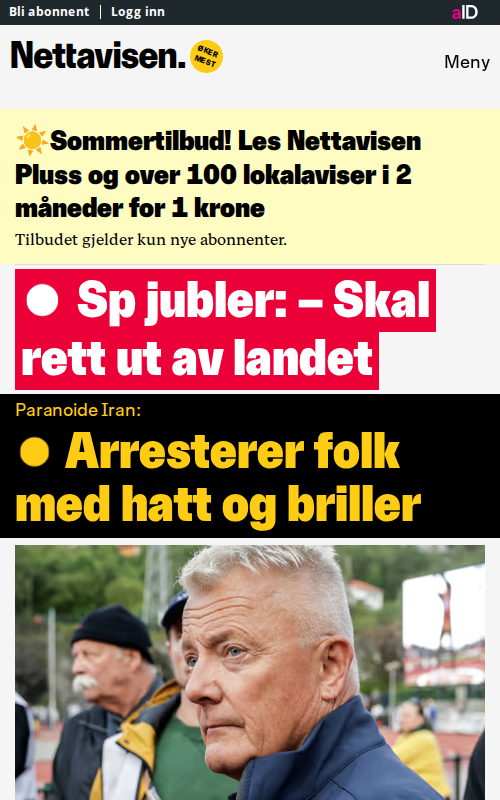 Bli abonnent | Logg inn
aID
Nettavisen.
ØKER
MEST
Meny
☀️Sommertilbud! Les Nettavisen
Pluss og over 100 lokalaviser i 2
måneder for 1 krone
Tilbudet gjelder kun nye abonnenter.
Sp jubler: – Skal
rett ut av landet
Paranoide Iran:
Arresterer folk
med hatt og briller